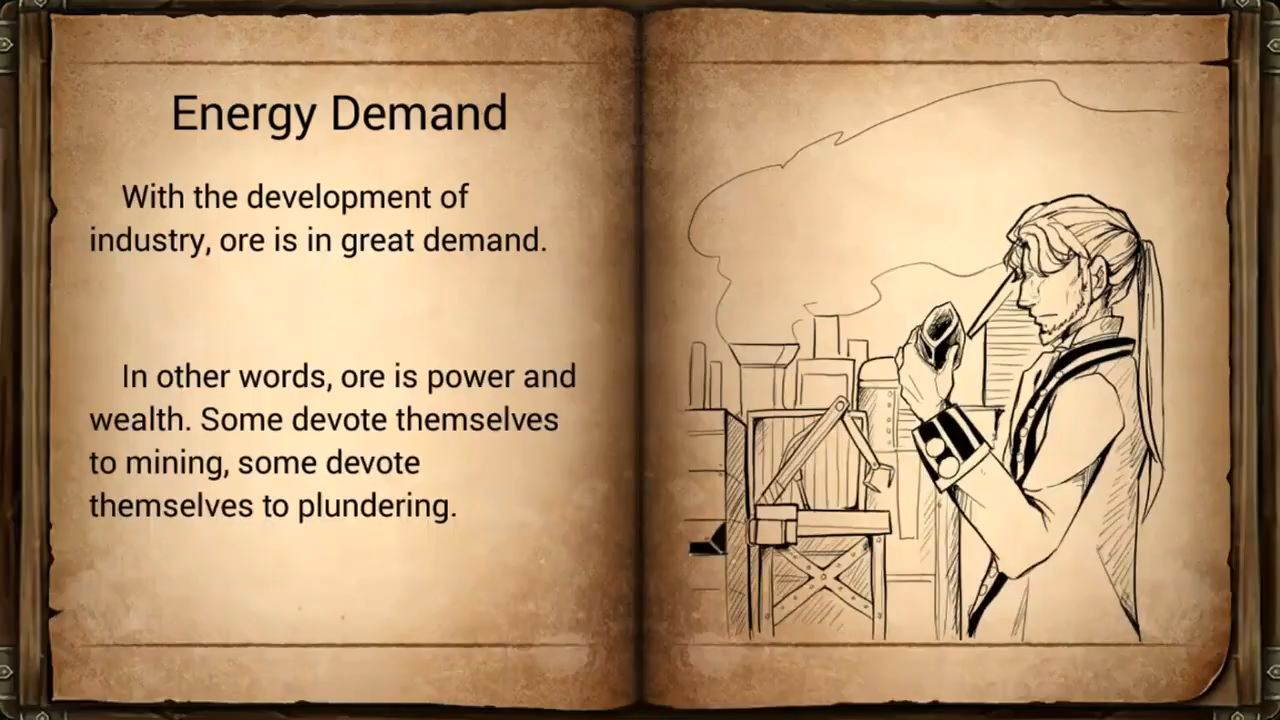 Energy Demand
With the development of
industry, ore is in great demand.
In other words, ore is power and
wealth. Some devote themselves
to mining, some devote
themselves to plundering.